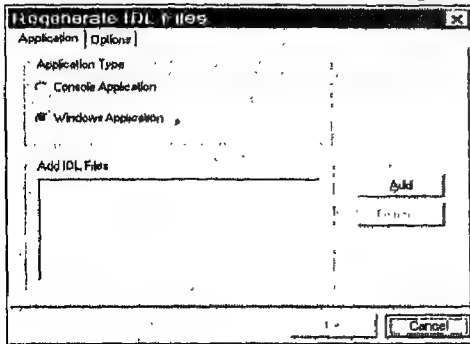 Regenerate IDL Files
Application Options
Application Type
Console Application
Windows Application
Add IDL Files
Add
Cancel